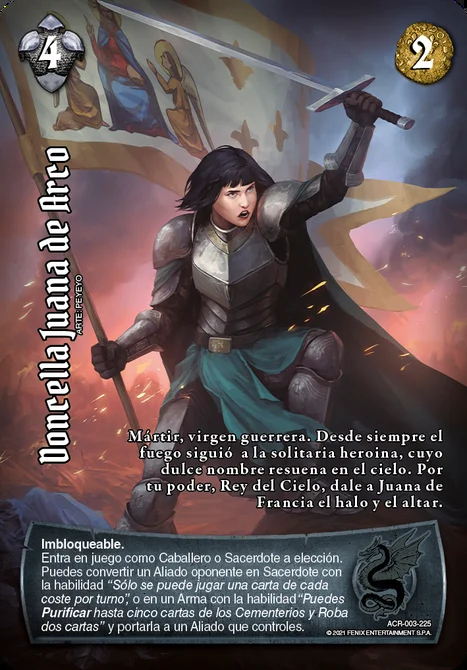 4
2
Doncella Juana de Arco
ARTE: PEYEYO
Mártir, virgen guerrera. Desde siempre el
fuego siguió a la solitaria heroina, cuyo
dulce nombre resuena en el cielo. Por
tu poder, Rey del Cielo, dale a Juana de
Francia el halo y el altar.
Imbloqueable.
Entra en juego como Caballero o Sacerdote a elección.
Puedes convertir un Aliado oponente en Sacerdote con
la habilidad "Sólo se puede jugar una carta de cada
coste por turno", o en un Arma con la habilidad "Puedes
Purificar hasta cinco cartas de los Cementerios y Roba
dos cartas" y portarla a un Aliado que controles.
ACR-003-225
© 2021 FENIX ENTERTAINMENT S.P.A.